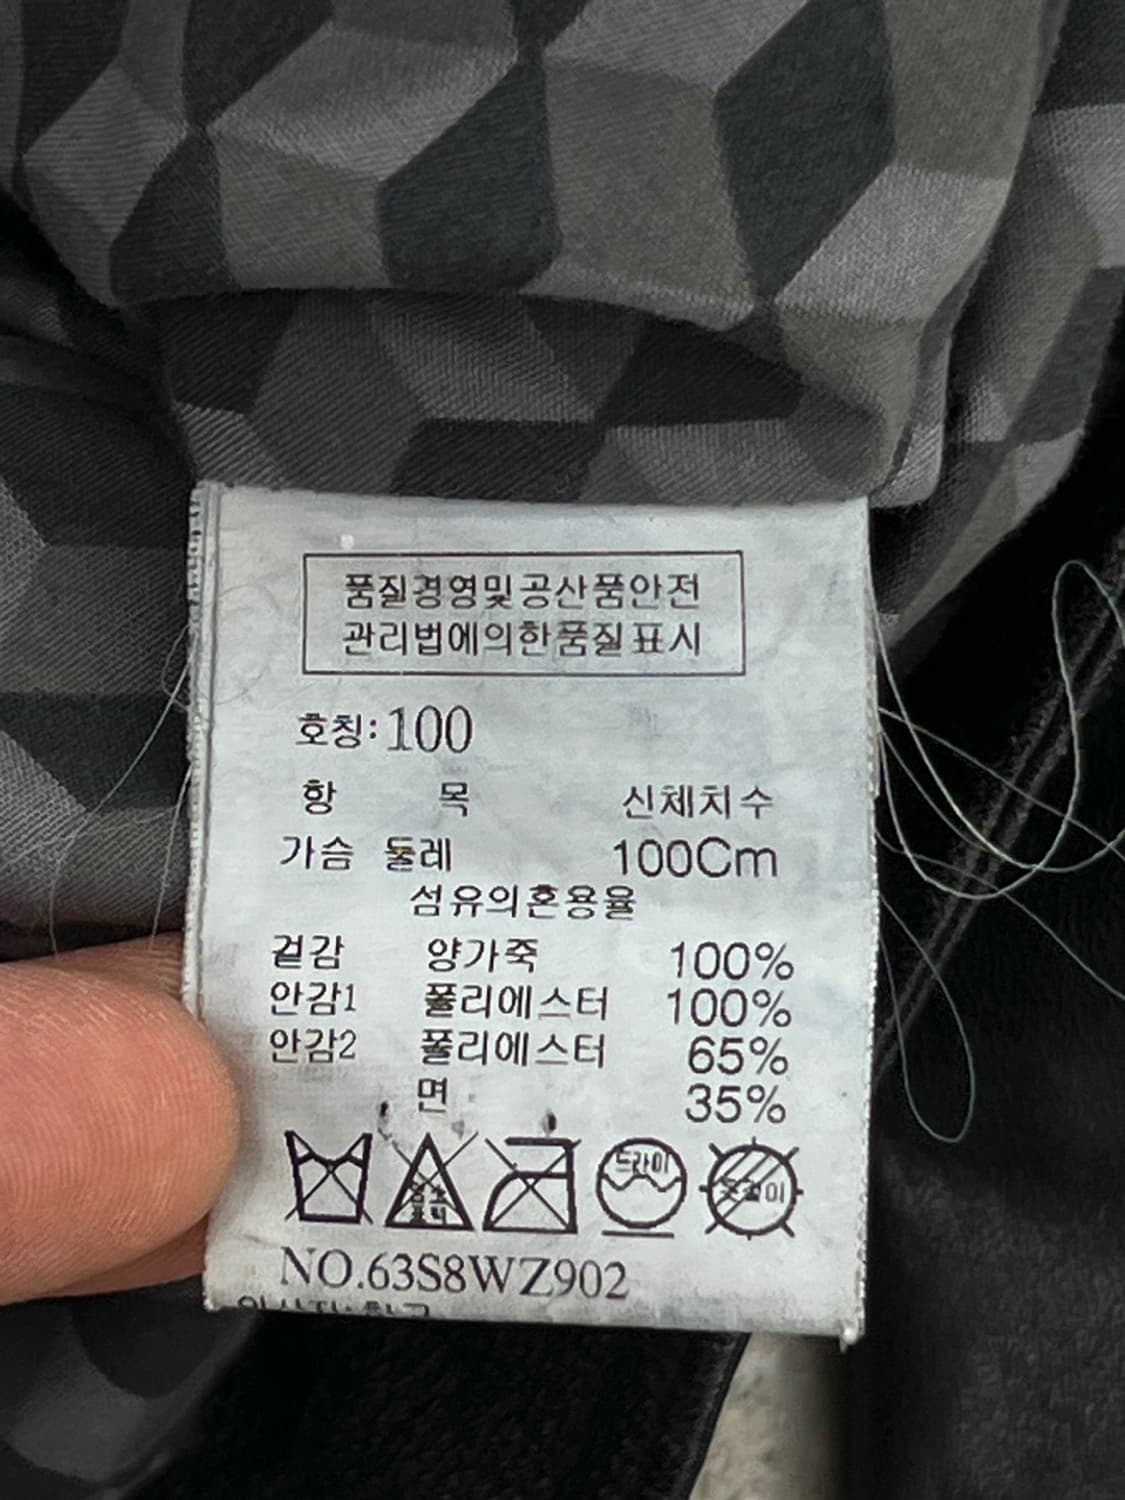 품질경영및공산품안전
관리법에의한품질표시
호칭:100
항 목 신체치수
가슴 둘레 100Cm
섬유의혼용율
겉감 양가죽 100%
안감1 폴리에스터 100%
안감2 폴리에스터 65%
면 35%
드라이
옷걸이
NO.63S8WZ902